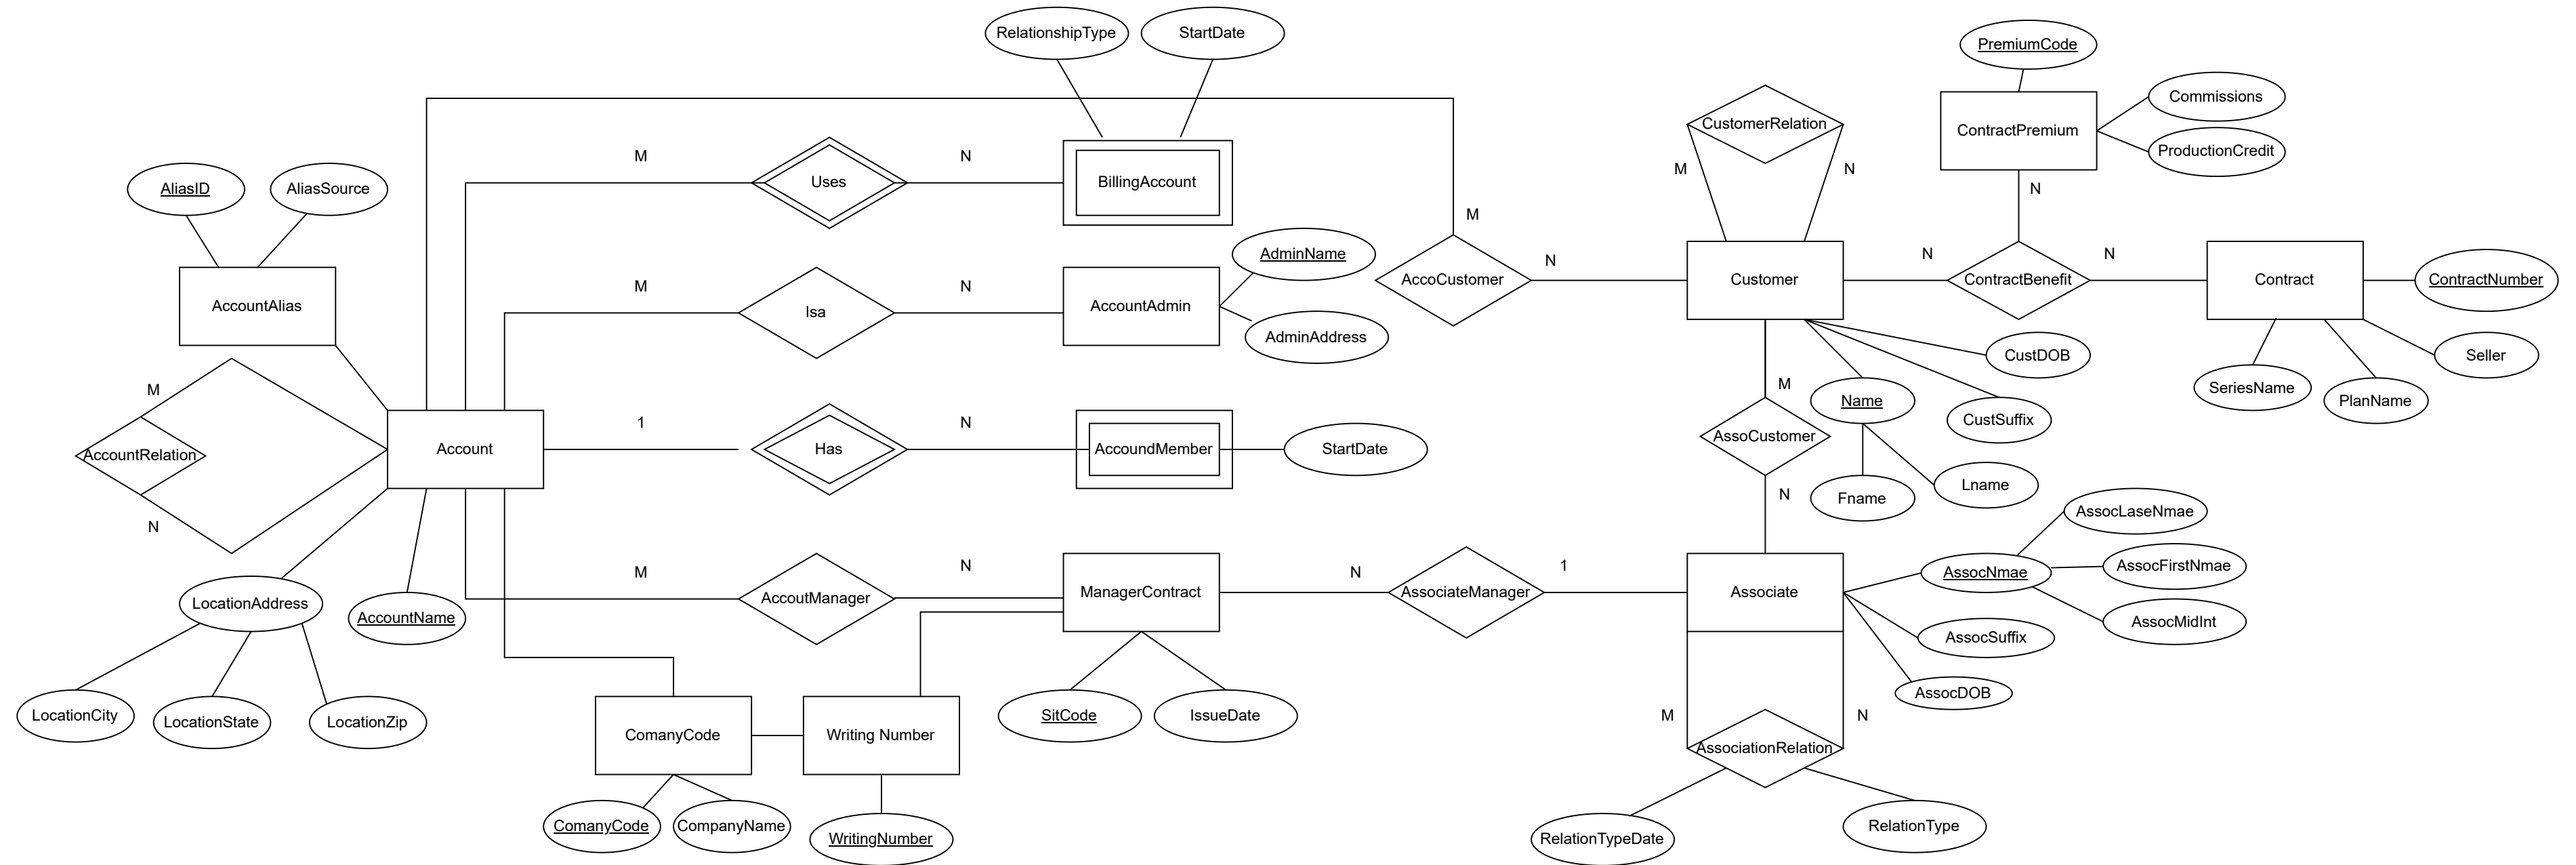 RelationshipType
StartDate
PremiumCode
Commissions
ContractPremium
ProductionCredit
CustomerRelation
M
N
M
Uses
N
BillingAccount
AliasID
AliasSource
N
M
AdminName
N
Customer
N
ContractBenefit
N
Contract
ContractNumber
AccoCustomer
AccountAlias
M
Isa
N
AccountAdmin
AdminAddress
CustDOB
Seller
M
M
Name
CustSuffix
SeriesName
PlanName
AccountRelation
Account
1
Has
N
AccoundMember
StartDate
AssoCustomer
N
Fname
Lname
N
AssocLaseNmae
LocationAddress
AccountName
M
AccoutManager
N
ManagerContract
N
AssociateManager
1
Associate
AssocNmae
AssocFirstNmae
AssocMidInt
AssocSuffix
AssocDOB
LocationCity
LocationState
LocationZip
ComanyCode
Writing Number
SitCode
IssueDate
M
N
AssociationRelation
ComanyCode
CompanyName
WritingNumber
RelationTypeDate
RelationType